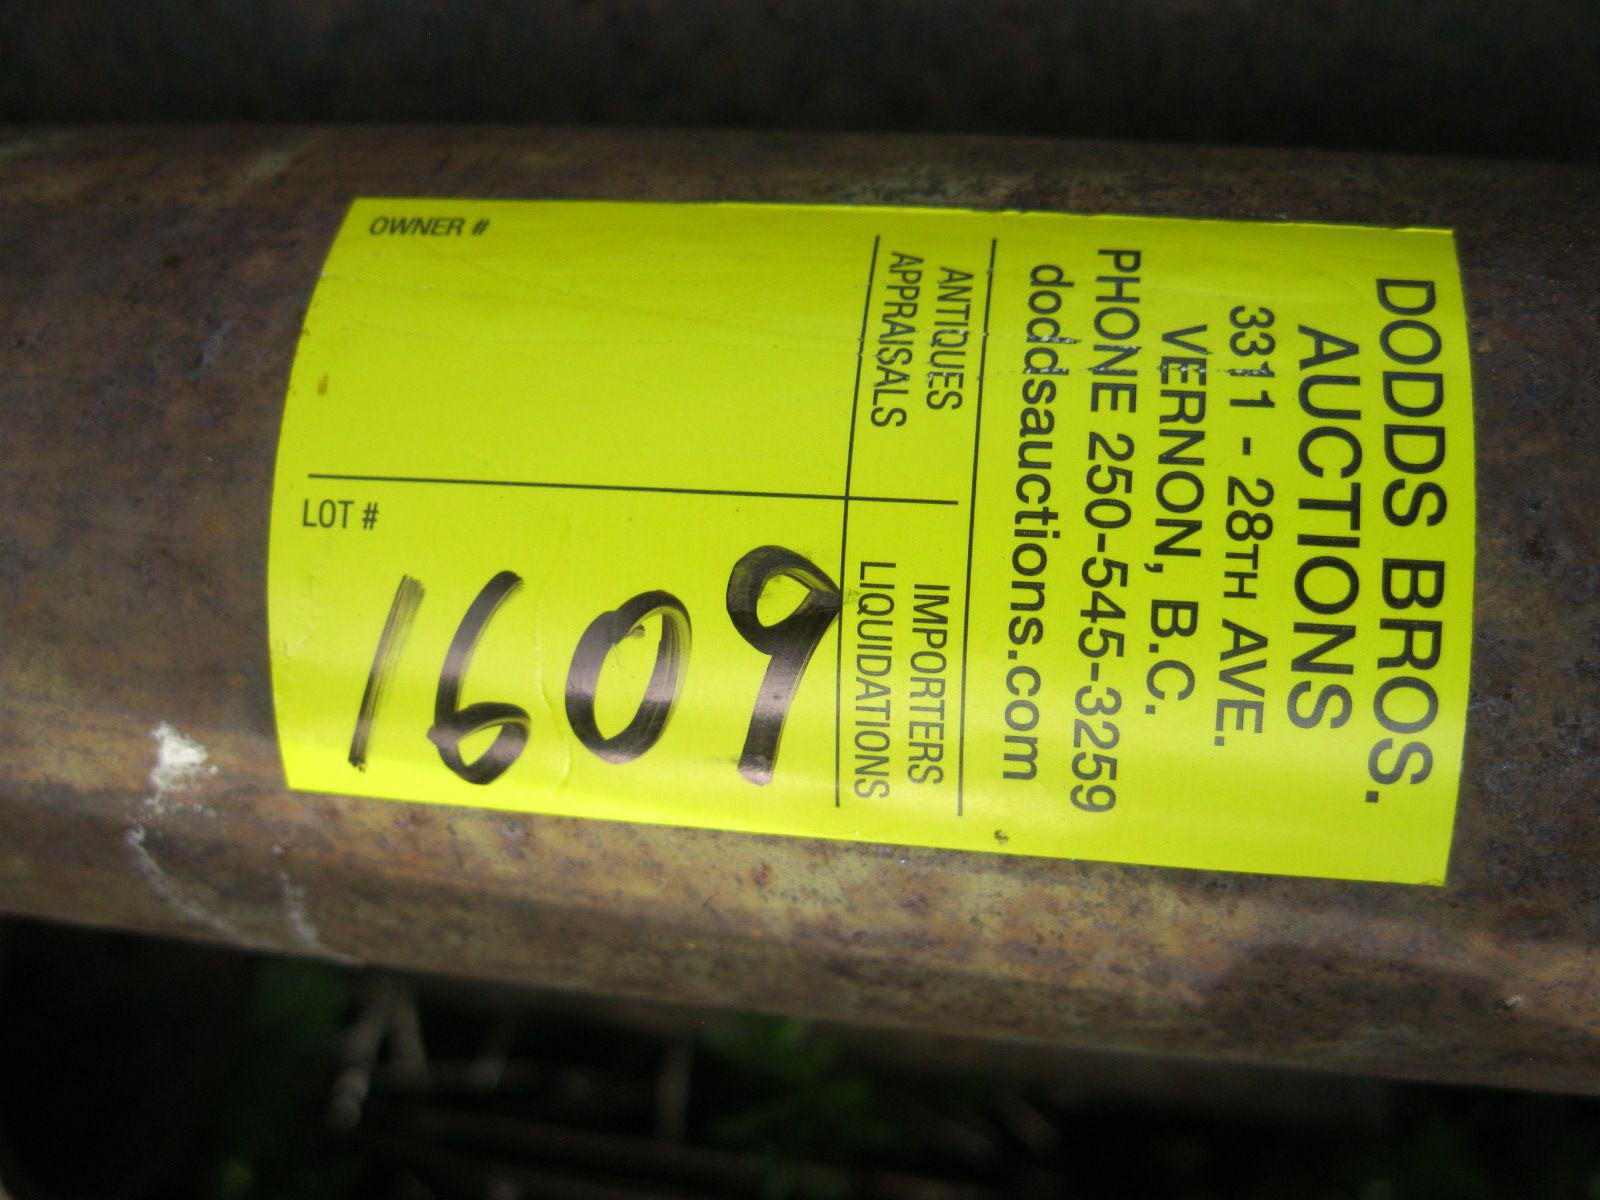 DODDS BROS.
AUCTIONS
3311 - 28TH AVE.
VERNON, B.C.
PHONE 250-545-3259
doddsauctions.com
ANTIQUES
APPRAISALS
IMPORTERS
LIQUIDATIONS
OWNER #
LOT #
1609